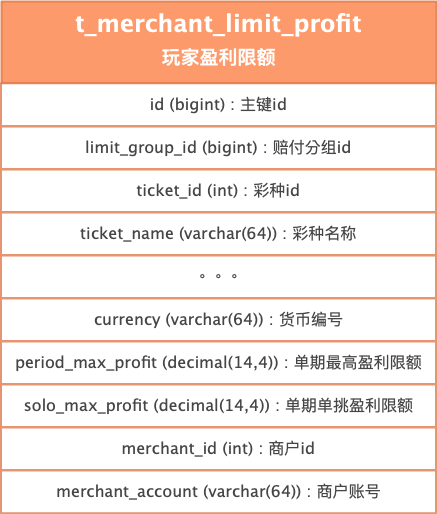 t_merchant_limit_profit
玩家盈利限额
id (bigint) : 主键id
limit_group_id (bigint) : 赔付分组id
ticket_id (int) : 彩种id
ticket_name (varchar(64)) : 彩种名称
。。。
currency (varchar(64)) : 货币编号
period_max_profit (decimal(14,4)) : 单期最高盈利限额
solo_max_profit (decimal(14,4)) : 单期单挑盈利限额
merchant_id (int) : 商户id
merchant_account (varchar(64)) : 商户账号